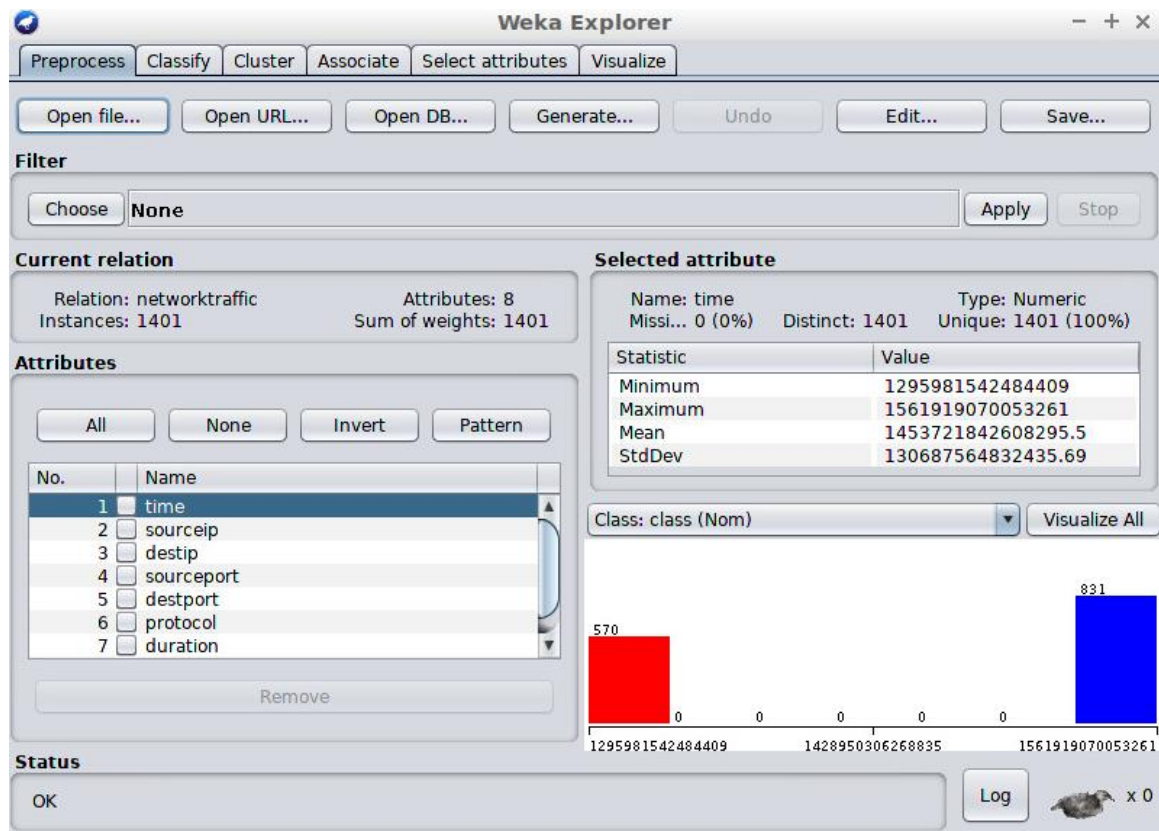 Weka Explorer
Preprocess Classify Cluster Associate Select attributes Visualize
Open file... Open URL... Open DB... Generate... Undo Edit... Save...
Filter
Choose None Apply Stop
Current relation
Relation: networktraffic Attributes: 8
Instances: 1401 Sum of weights: 1401
Selected attribute
Name: time Type: Numeric
Missi... 0 (0%) Distinct: 1401 Unique: 1401 (100%)
Statistic Value
Minimum 1295981542484409
Maximum 1561919070053261
Mean 1453721842608295.5
StdDev 130687564832435.69
Attributes
All None Invert Pattern
No. Name
1 time
2 sourceip
3 destip
4 sourceport
5 destport
6 protocol
7 duration
Remove
Class: class (Nom) Visualize All
831
570
0 0 0 0 0
1295981542484409 1428950306268835 1561919070053261
Status
OK Log x 0